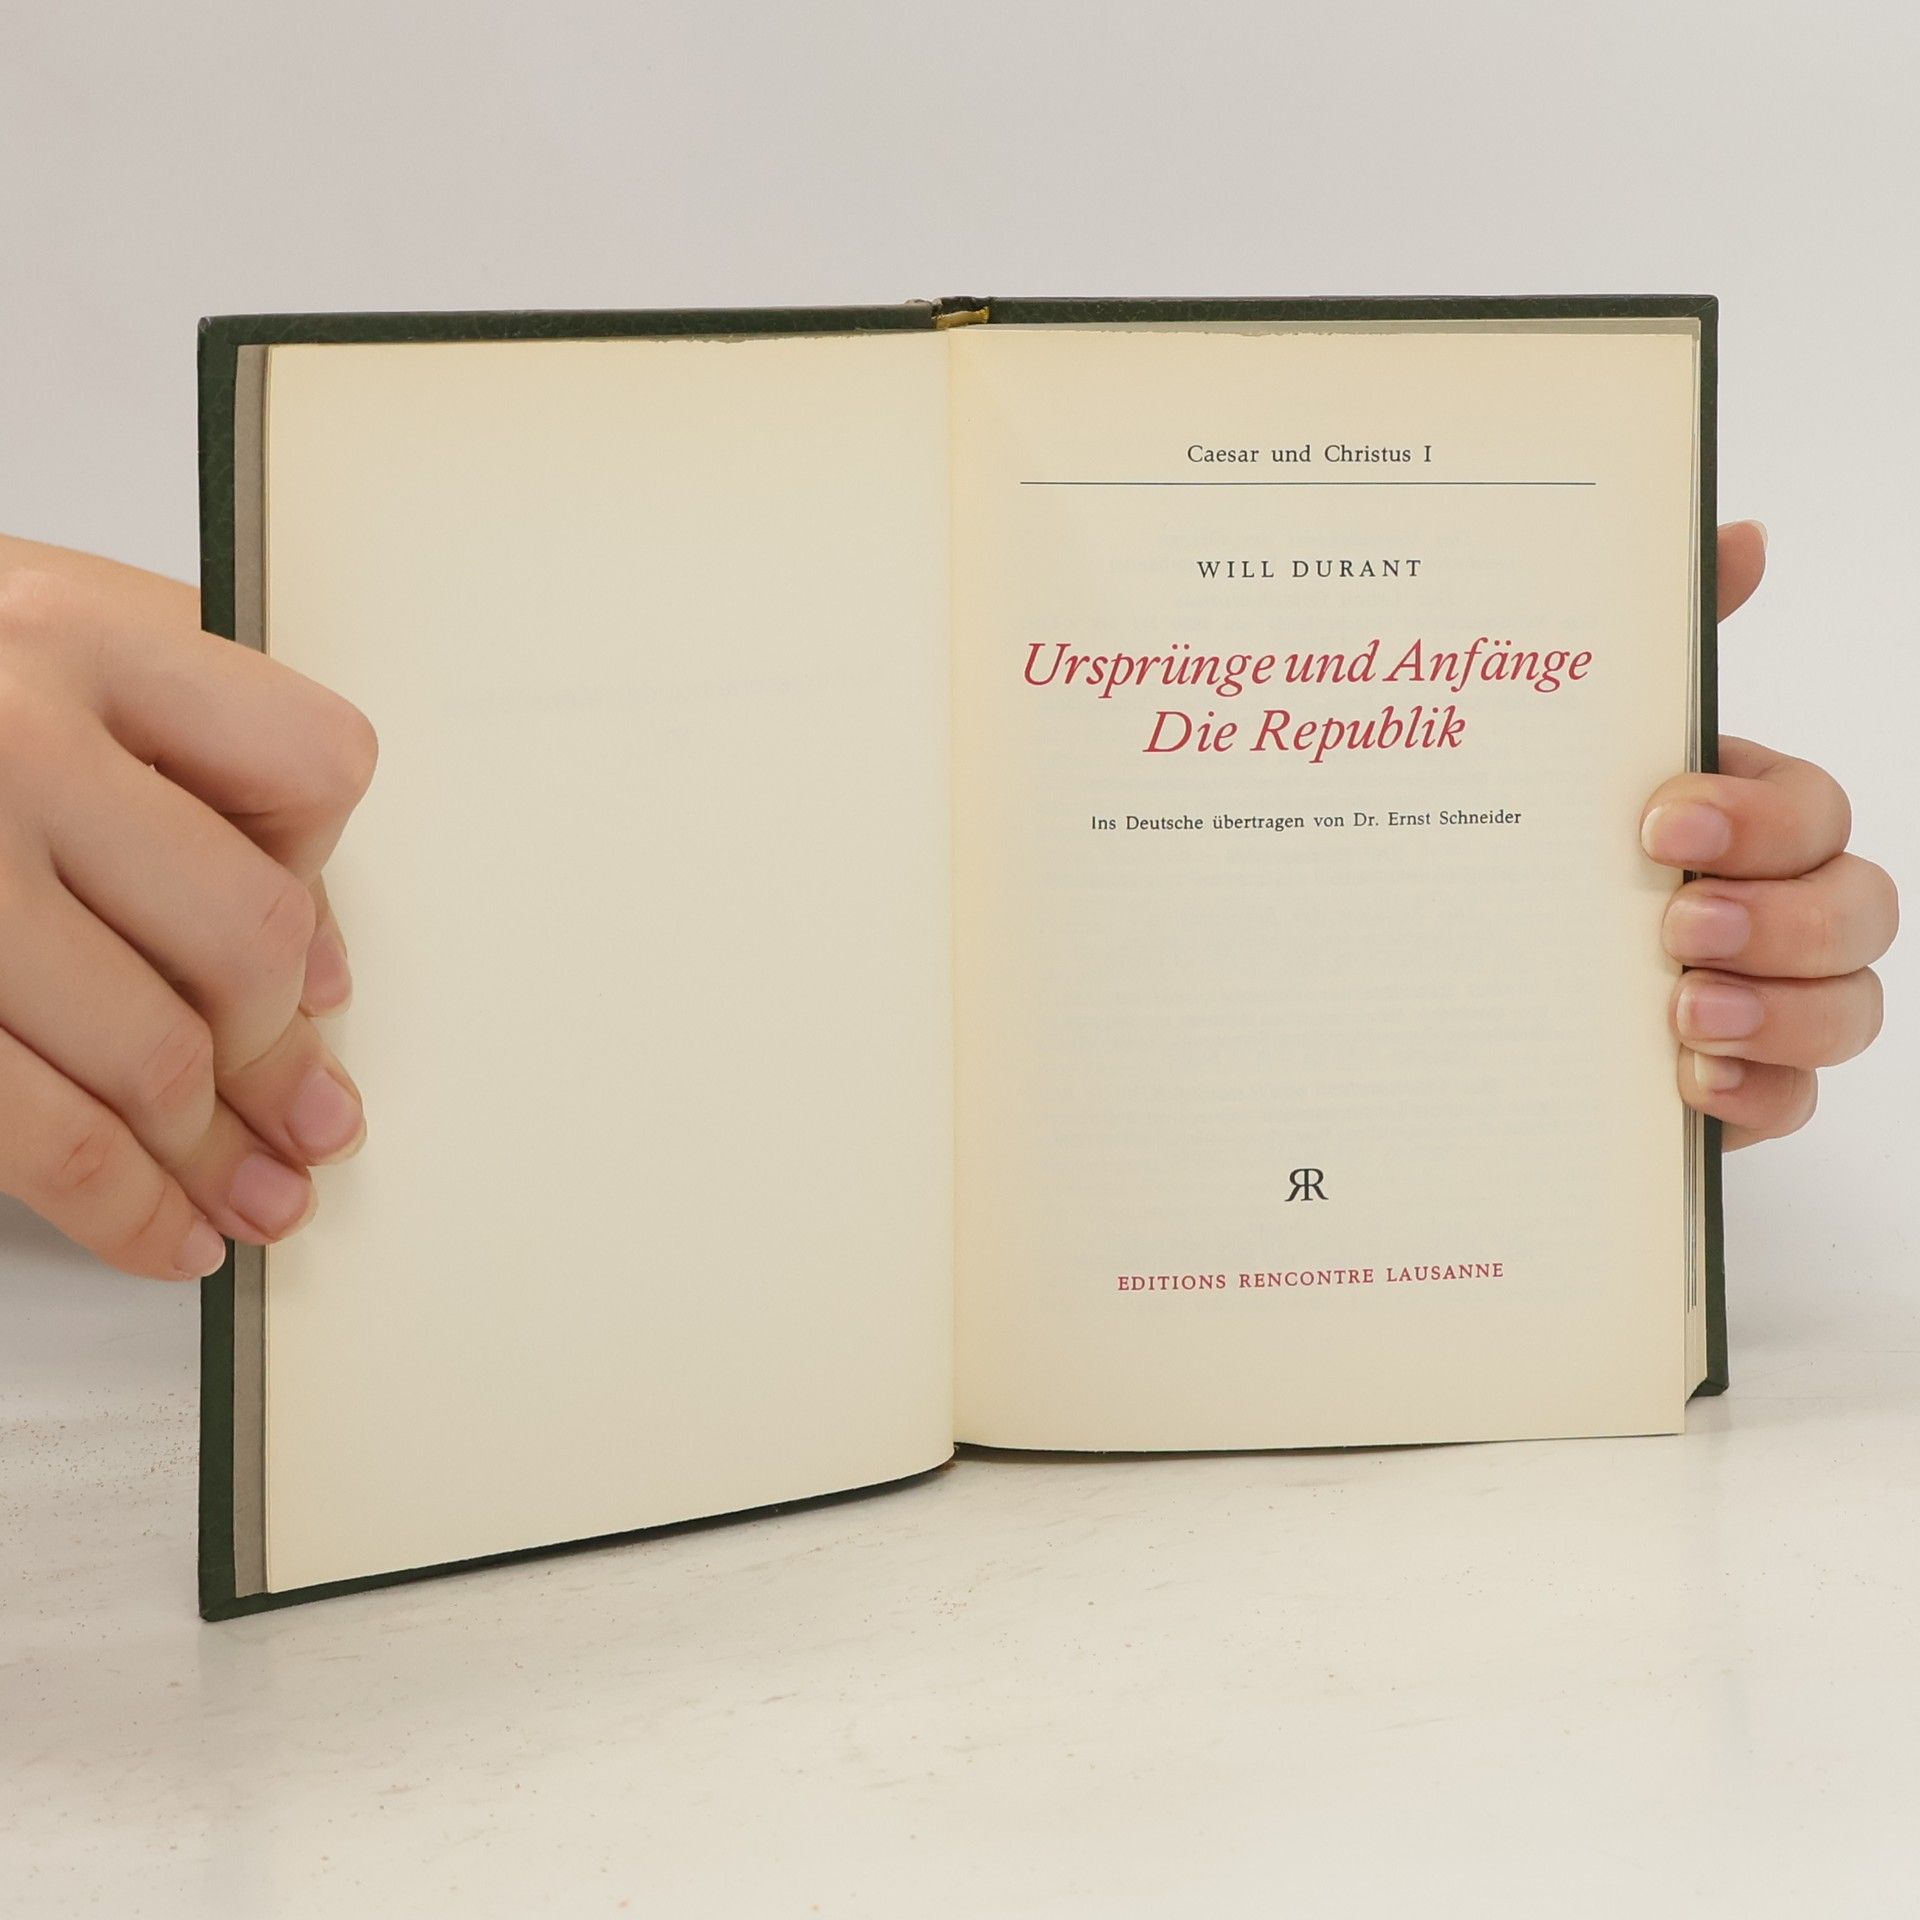 Caesar und Christus I
WILL DURANT
Ursprünge und Anfänge
Die Republik
Ins Deutsche übertragen von Dr. Ernst Schneider
EDITIONS RENCONTRE LAUSANNE